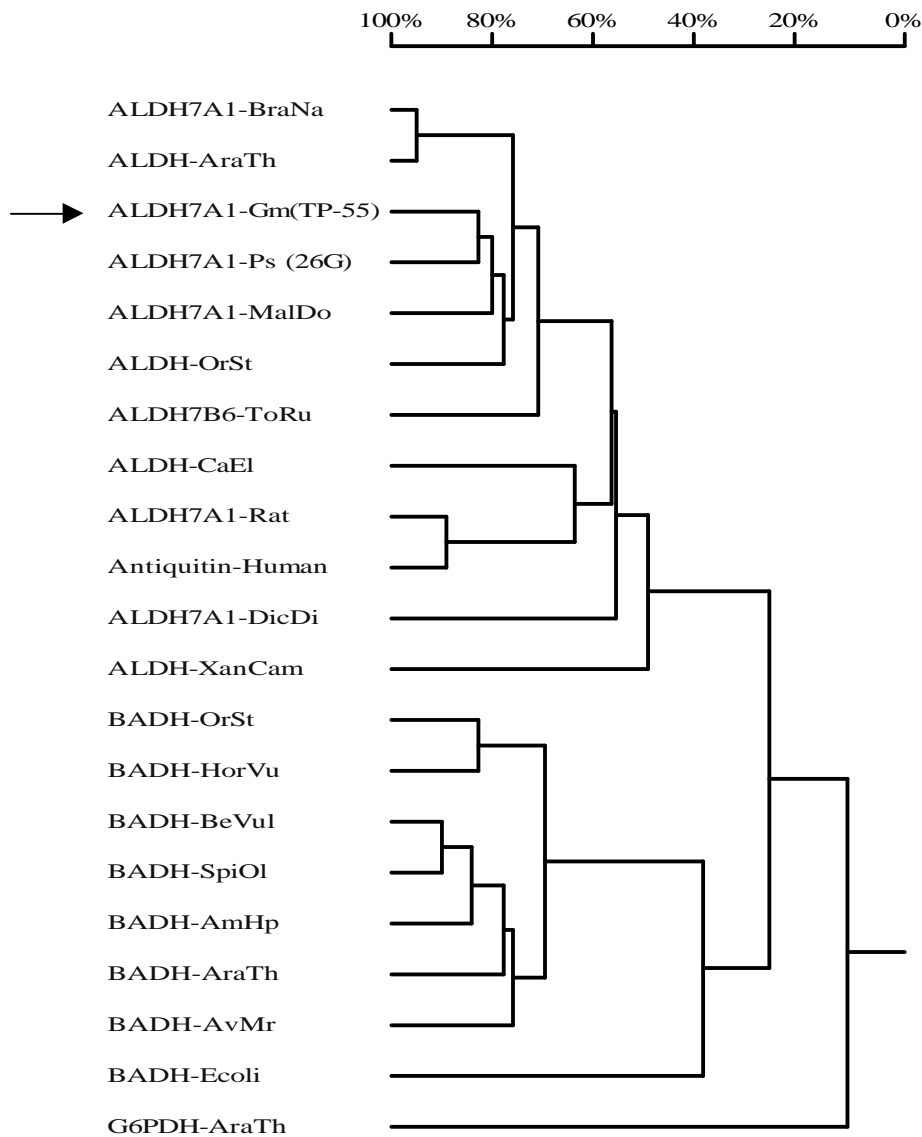 100% 80% 60% 40% 20% 0%
ALDH7A1-BraNa
ALDH-AraTh
ALDH7A1-Gm(TP-55)
ALDH7A1-Ps (26G)
ALDH7A1-MalDo
ALDH-OrSt
ALDH7B6-ToRu
ALDH-CaEl
ALDH7A1-Rat
Antiquitin-Human
ALDH7A1-DicDi
ALDH-XanCam
BADH-OrSt
BADH-HorVu
BADH-BeVul
BADH-SpiOl
BADH-AmHp
BADH-AraTh
BADH-AvMr
BADH-Ecoli
G6PDH-AraTh